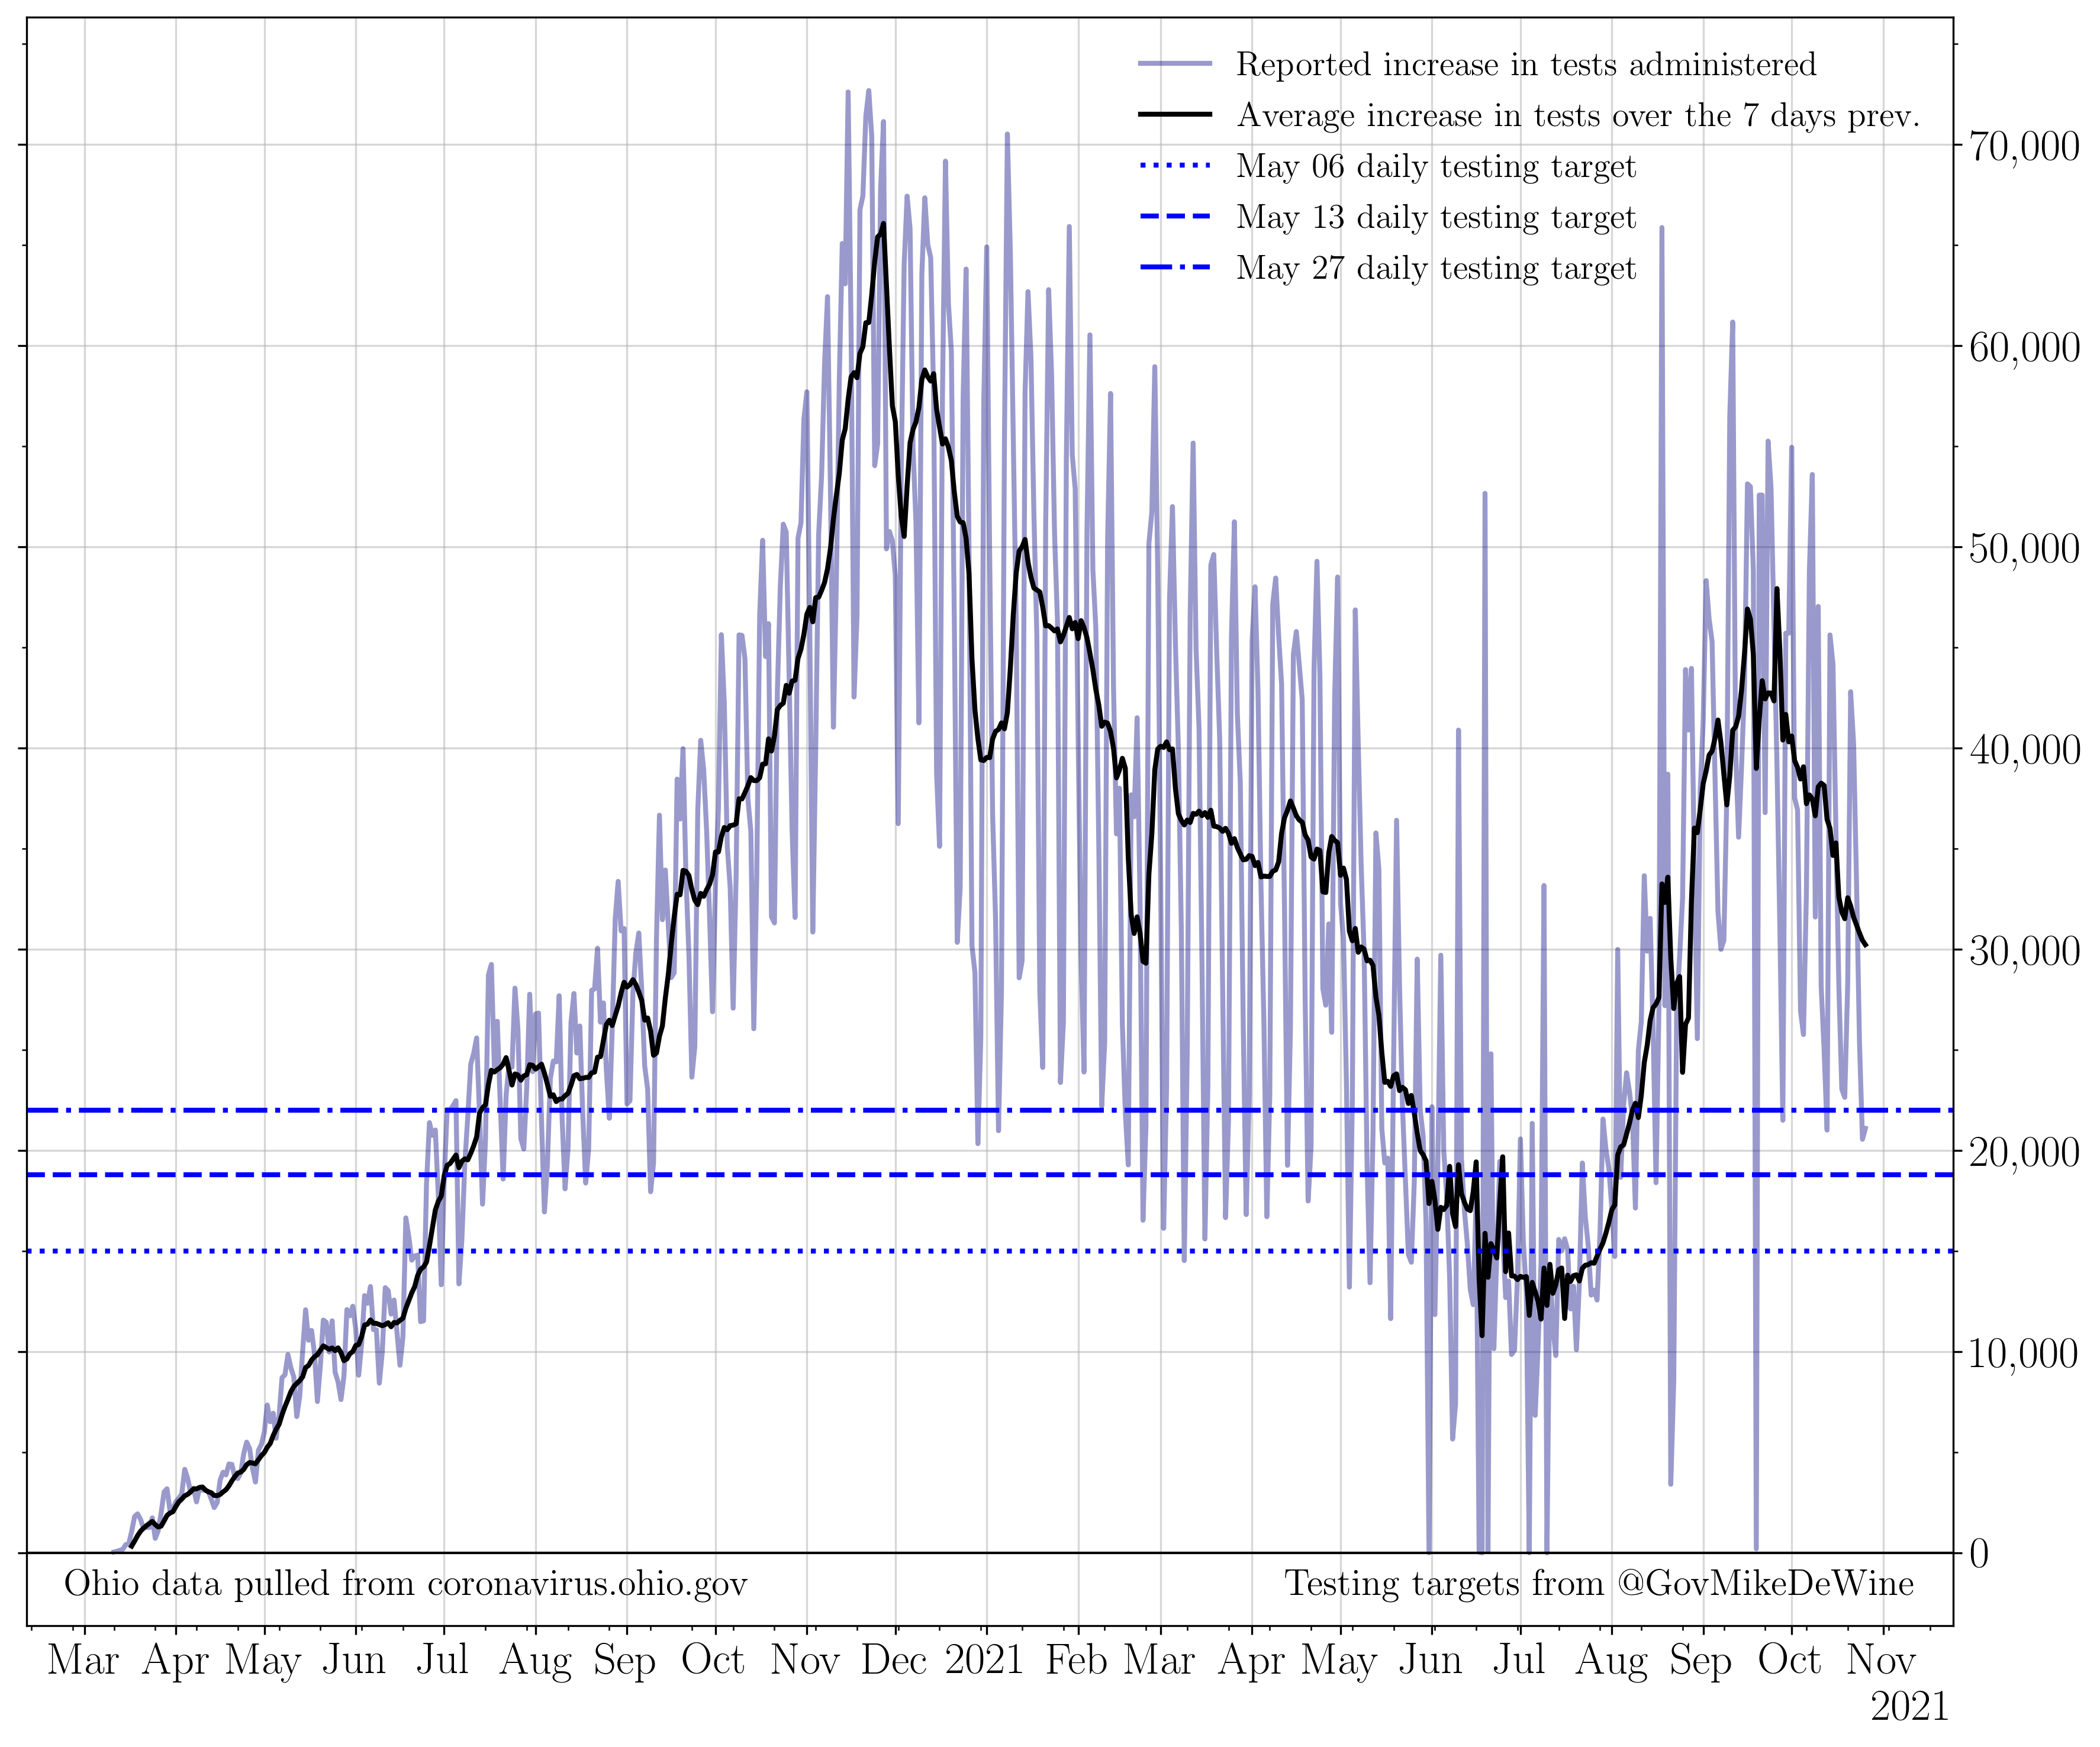 Reported increase in tests administered
Average increase in tests over the 7 days prev.
May 06 daily testing target
May 13 daily testing target
May 27 daily testing target
70,000
60,000
50,000
40,000
30,000
20,000
10,000
0
Ohio data pulled from coronavirus.ohio.gov
Testing targets from @GovMikeDeWine
Mar Apr May Jun Jul Aug Sep Oct Nov Dec 2021 Feb Mar Apr May Jun Jul Aug Sep Oct Nov
2021